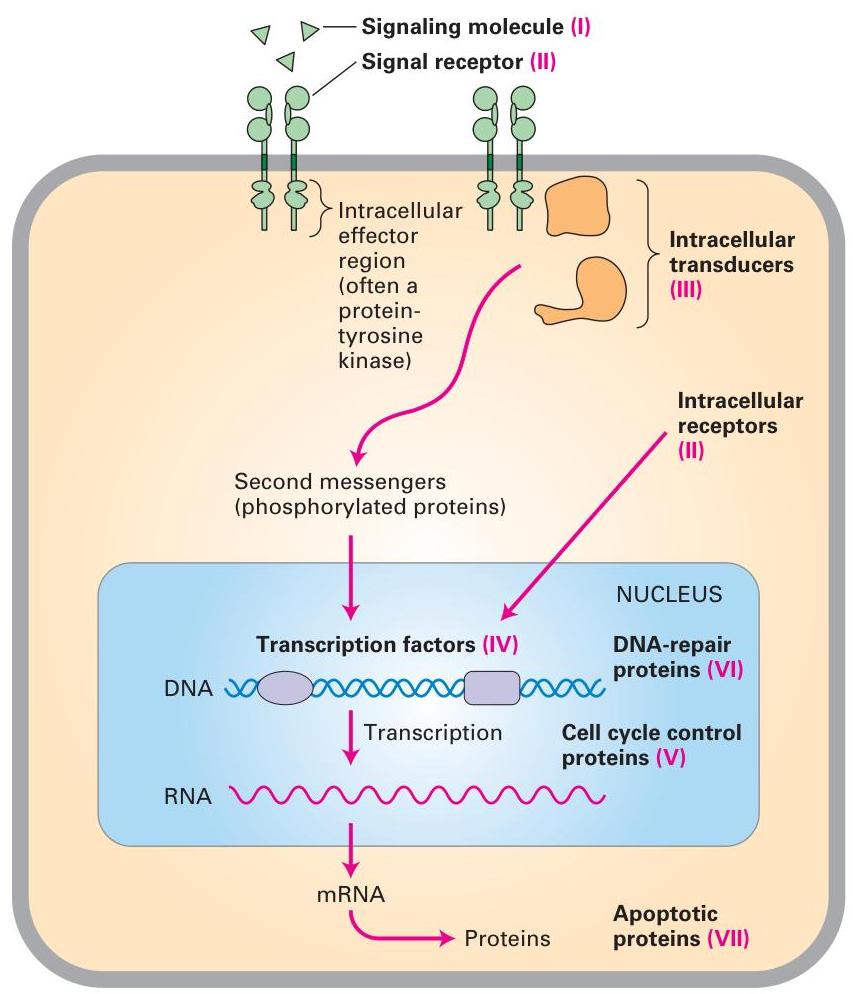 Signaling molecule (I)
Signal receptor (II)
Intracellular
effector
region
(often a
protein-
tyrosine
kinase)
Intracellular
transducers
(III)
Intracellular
receptors
(II)
Second messengers
(phosphorylated proteins)
NUCLEUS
Transcription factors (IV)
DNA-repair
proteins (VI)
DNA
Transcription
Cell cycle control
proteins (V)
RNA
mRNA
Proteins
Apoptotic
proteins (VII)